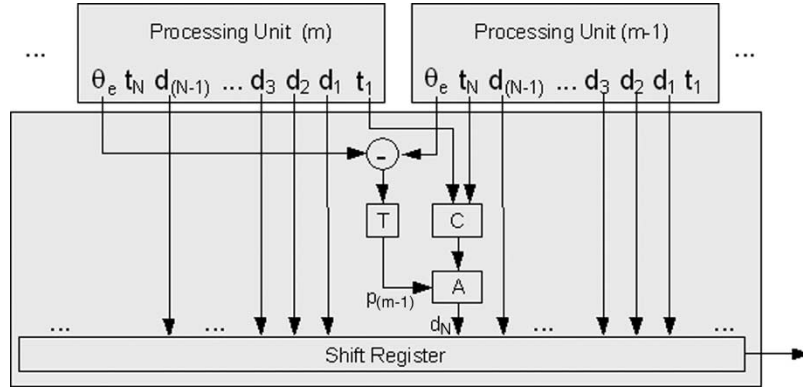 Processing Unit (m)
Processing Unit (m-1)
... ...
θe tN d(N-1) ... d3 d2 d1 t1
θe tN d(N-1) ... d3 d2 d1 t1
-
T
C
A
p(m-1)
dN
... ... ... ...
Shift Register